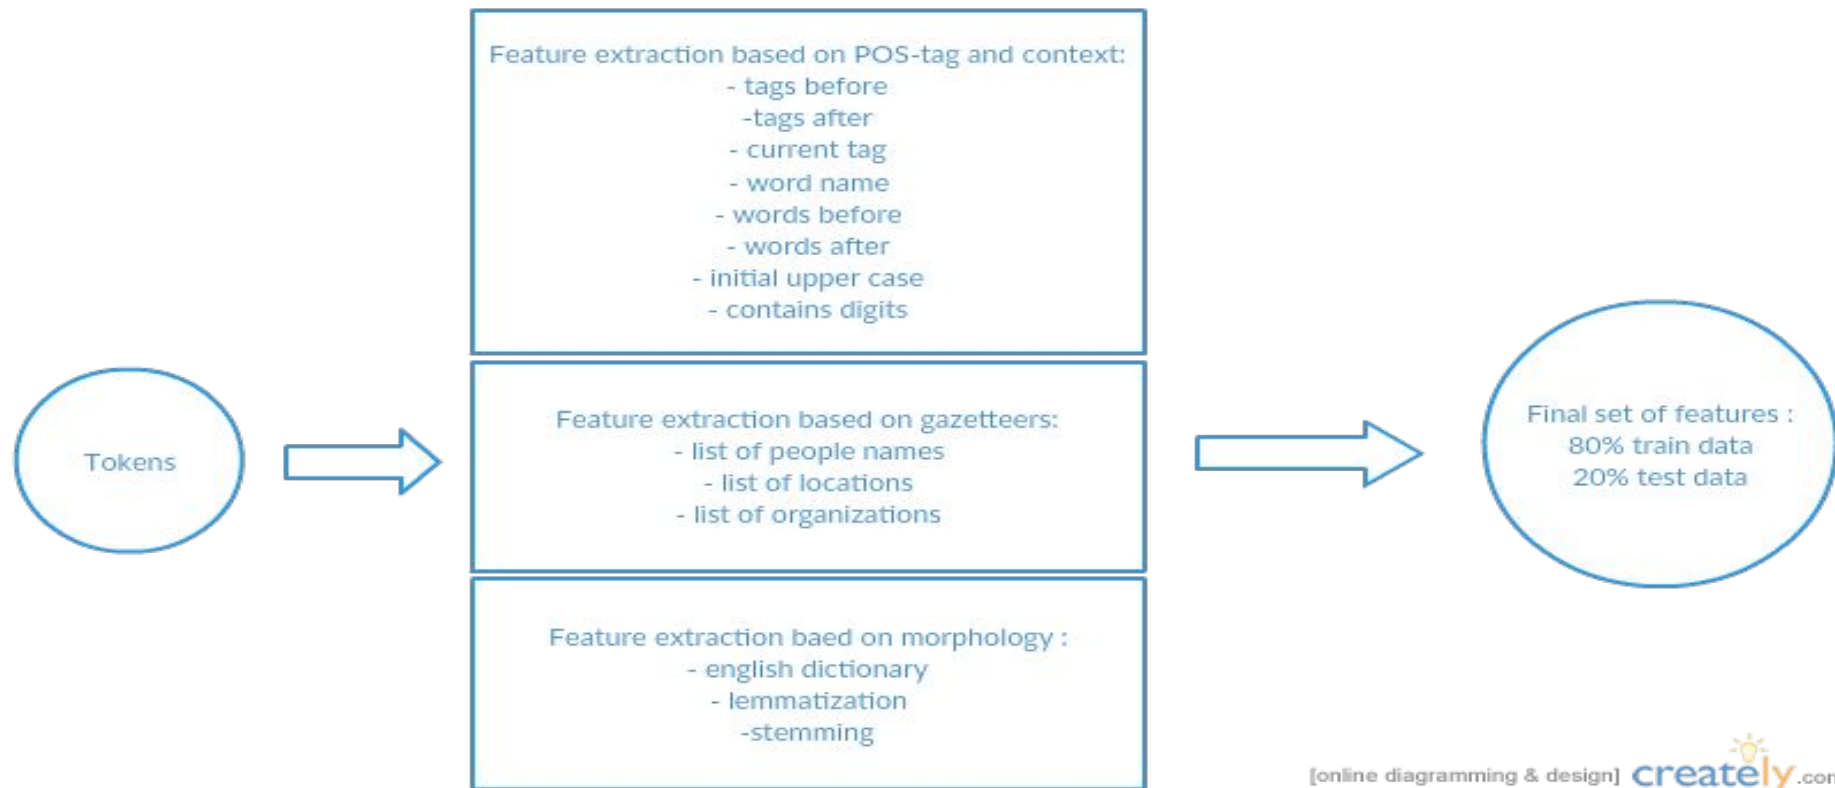 Feature extraction based on POS-tag and context:
- tags before
-tags after
- current tag
- word name
- words before
- words after
- initial upper case
- contains digits
Tokens
Feature extraction based on gazetteers:
- list of people names
- list of locations
- list of organizations
Feature extraction baed on morphology :
- english dictionary
- lemmatization
-stemming
Final set of features :
80% train data
20% test data
[online diagramming & design] creately.com